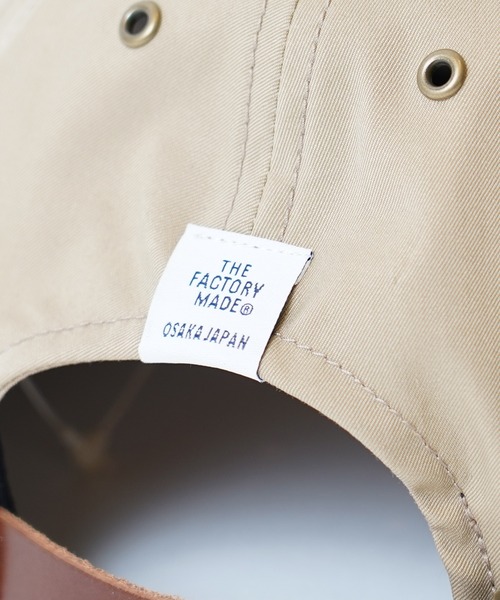 THE
FACTORY
MADE®
OSAKA JAPAN